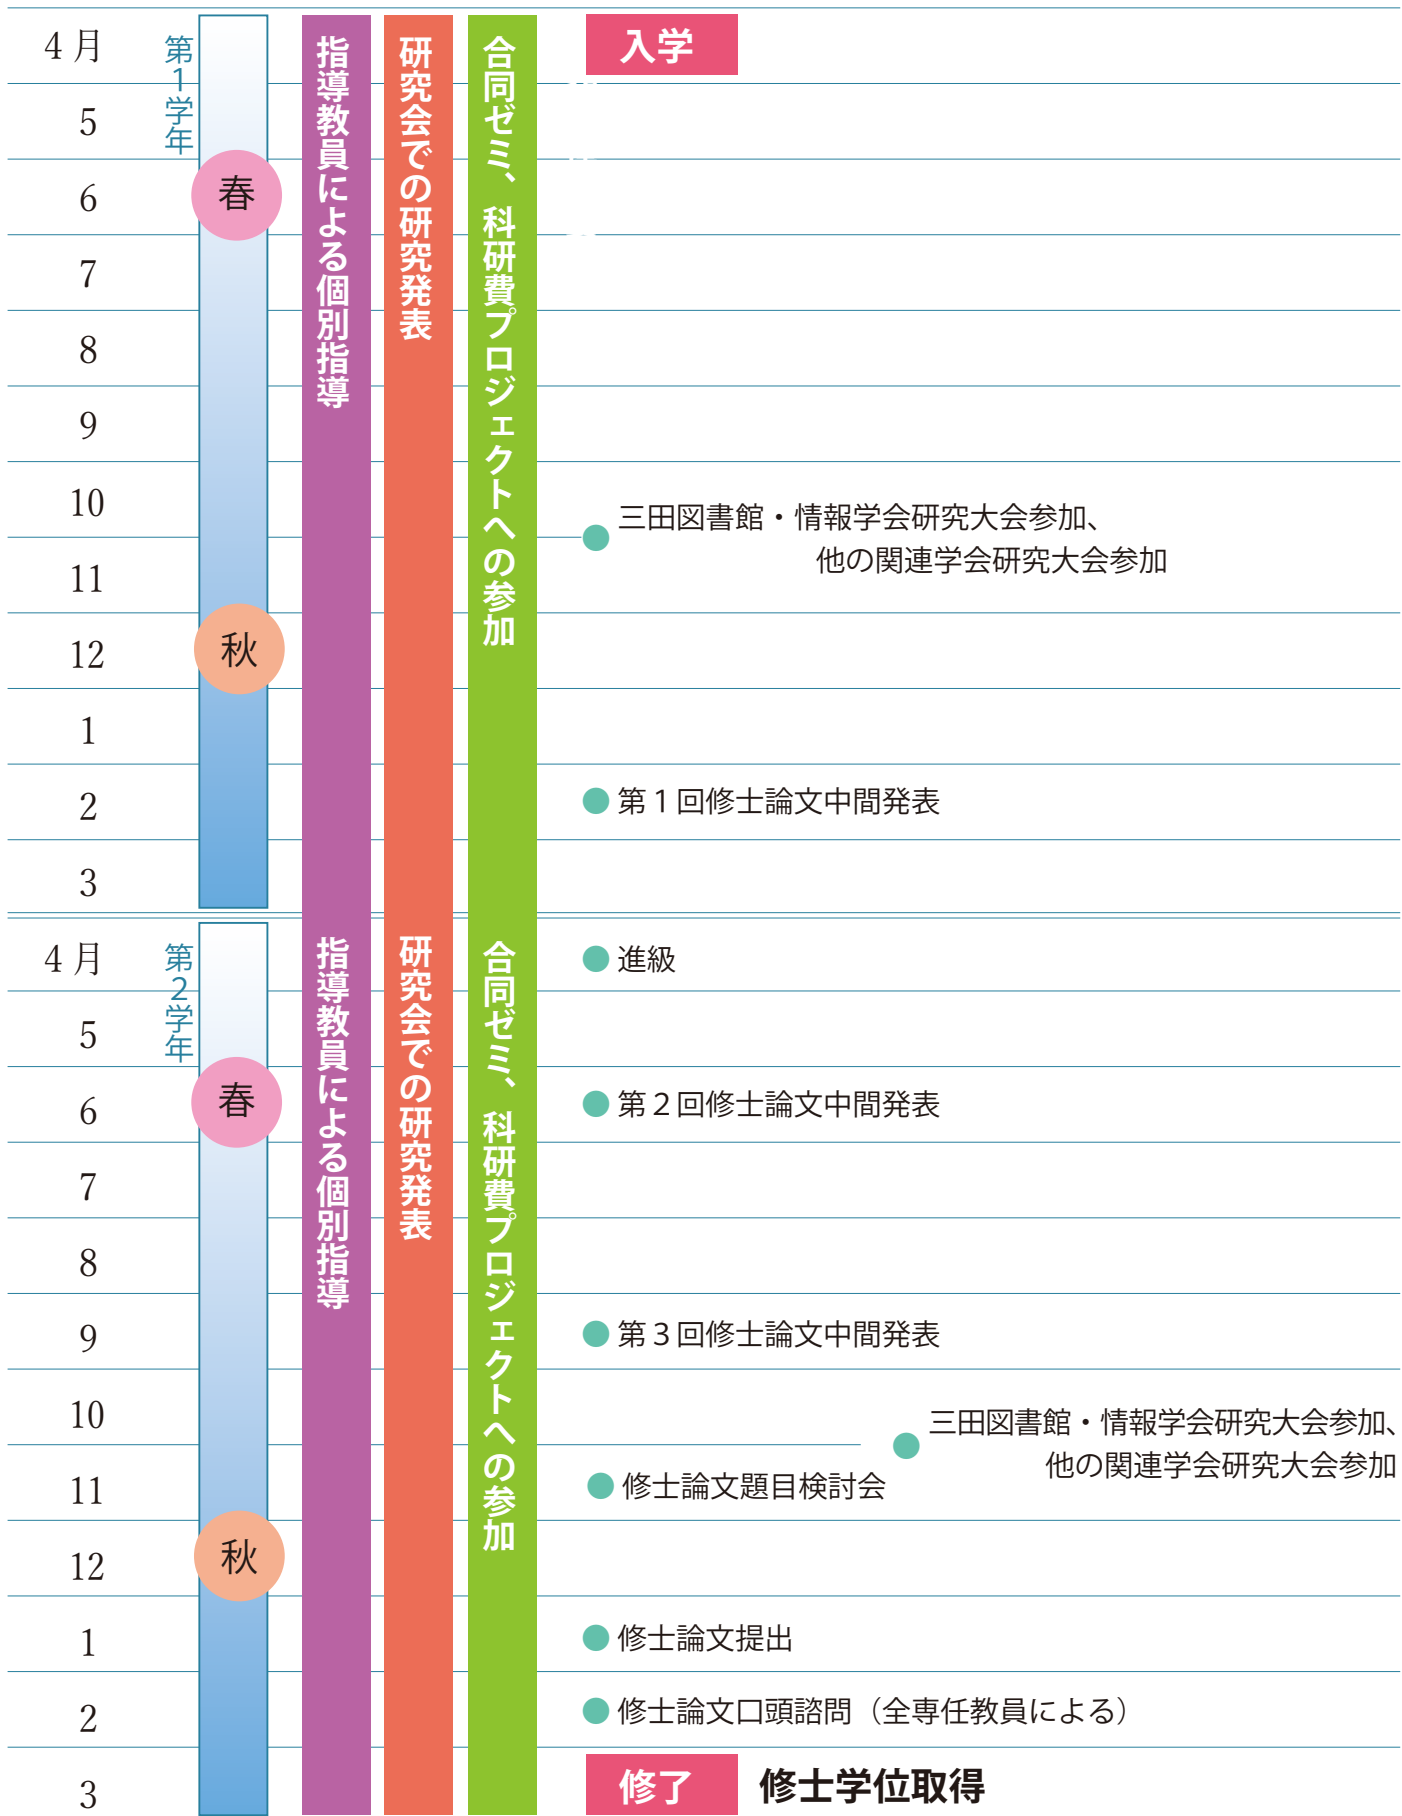 4月
第1学年
指導教員による個別指導
研究会での研究発表
合同ゼミ、科研費プロジェクトへの参加
入学
5
6
春
7
8
9
10
三田図書館・情報学会研究大会参加、
他の関連学会研究大会参加
11
12
秋
1
2
第1回修士論文中間発表
3
4月
第2学年
指導教員による個別指導
研究会での研究発表
合同ゼミ、科研費プロジェクトへの参加
進級
5
6
春
第2回修士論文中間発表
7
8
9
第3回修士論文中間発表
10
三田図書館・情報学会研究大会参加、
他の関連学会研究大会参加
11
修士論文題目検討会
12
秋
1
修士論文提出
2
修士論文口頭諮問（全専任教員による）
3
修了 修士学位取得